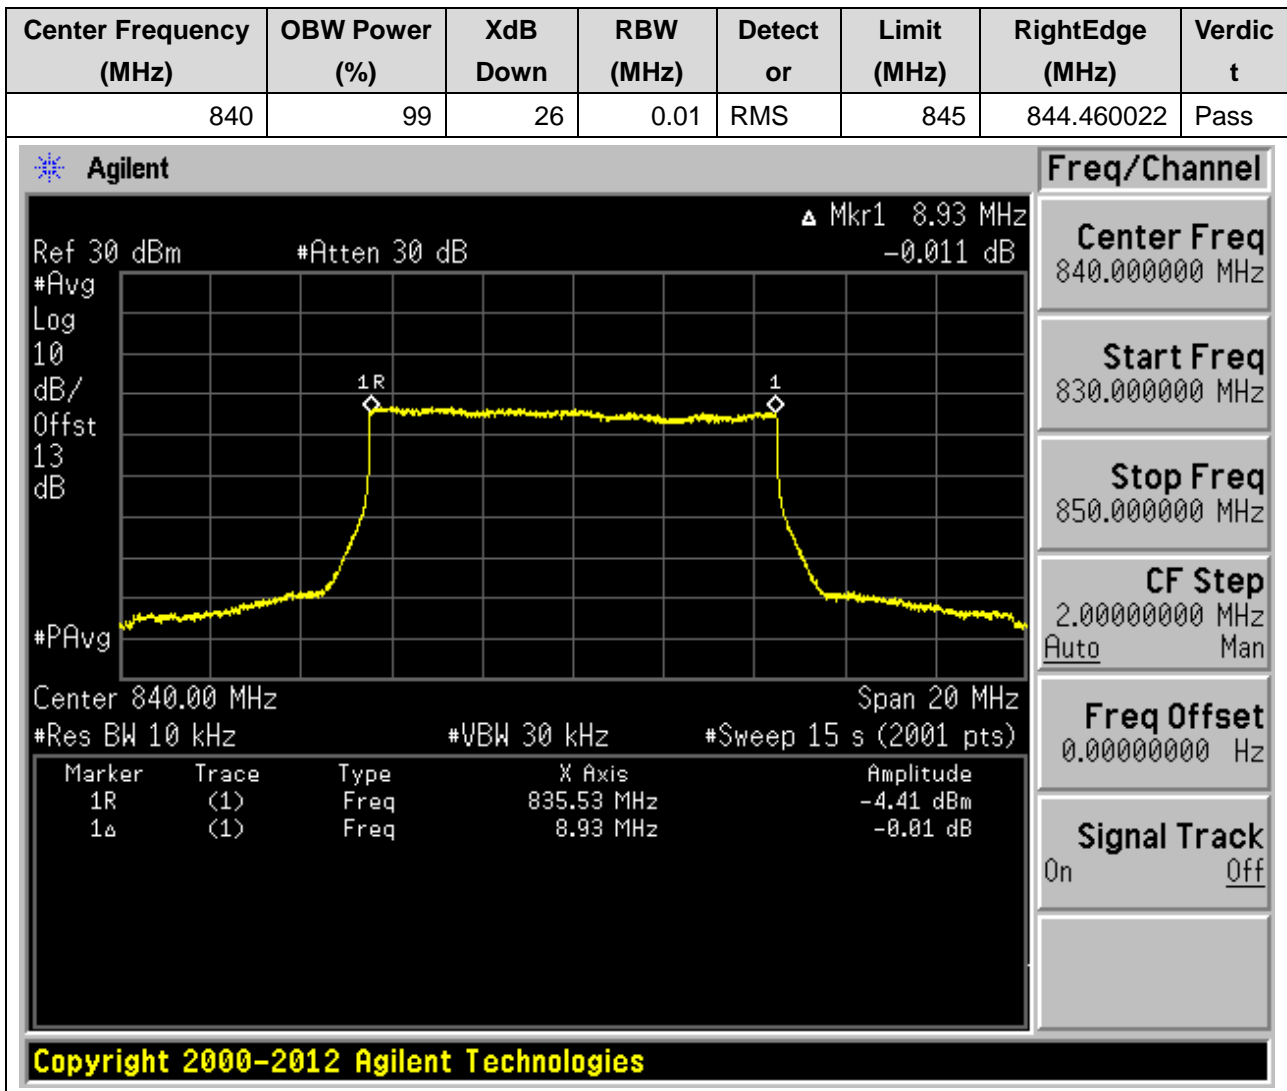 Center Frequency (MHz) OBW Power (%) XdB Down RBW (MHz) Detect or Limit (MHz) RightEdge (MHz) Verdic t
840 99 26 0.01 RMS 845 844.460022 Pass
Agilent
Freq/Channel
Δ Mkr1 8.93 MHz
Ref 30 dBm #Atten 30 dB -0.011 dB
#Avg
Log
10
dB/
Offst
13
dB
1R 1
#PAvg
Center 840.00 MHz Span 20 MHz
#Res BW 10 kHz #VBW 30 kHz #Sweep 15 s (2001 pts)
Marker Trace Type X Axis Amplitude
1R (1) Freq 835.53 MHz -4.41 dBm
1Δ (1) Freq 8.93 MHz -0.01 dB
Center Freq
840.000000 MHz
Start Freq
830.000000 MHz
Stop Freq
850.000000 MHz
CF Step
2.00000000 MHz
Auto Man
Freq Offset
0.00000000 Hz
Signal Track
On Off
Copyright 2000-2012 Agilent Technologies